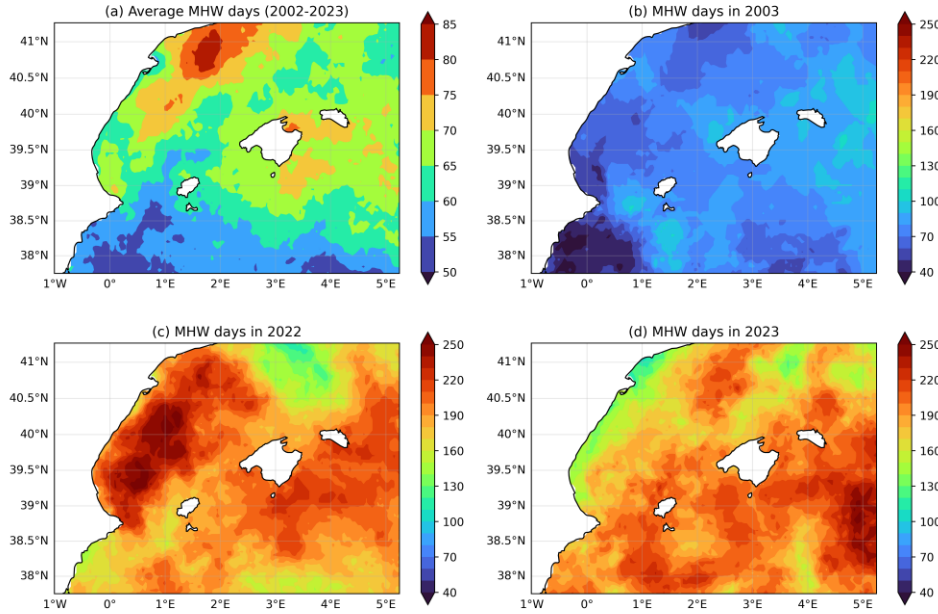 (a) Average MHW days (2002-2023)
41°N
40.5°N
40°N
39.5°N
39°N
38.5°N
38°N
1°W 0° 1°E 2°E 3°E 4°E 5°E
85
80
75
70
65
60
55
50
(b) MHW days in 2003
41°N
40.5°N
40°N
39.5°N
39°N
38.5°N
38°N
1°W 0° 1°E 2°E 3°E 4°E 5°E
250
220
190
160
130
100
70
40
(c) MHW days in 2022
41°N
40.5°N
40°N
39.5°N
39°N
38.5°N
38°N
1°W 0° 1°E 2°E 3°E 4°E 5°E
250
220
190
160
130
100
70
40
(d) MHW days in 2023
41°N
40.5°N
40°N
39.5°N
39°N
38.5°N
38°N
1°W 0° 1°E 2°E 3°E 4°E 5°E
250
220
190
160
130
100
70
40